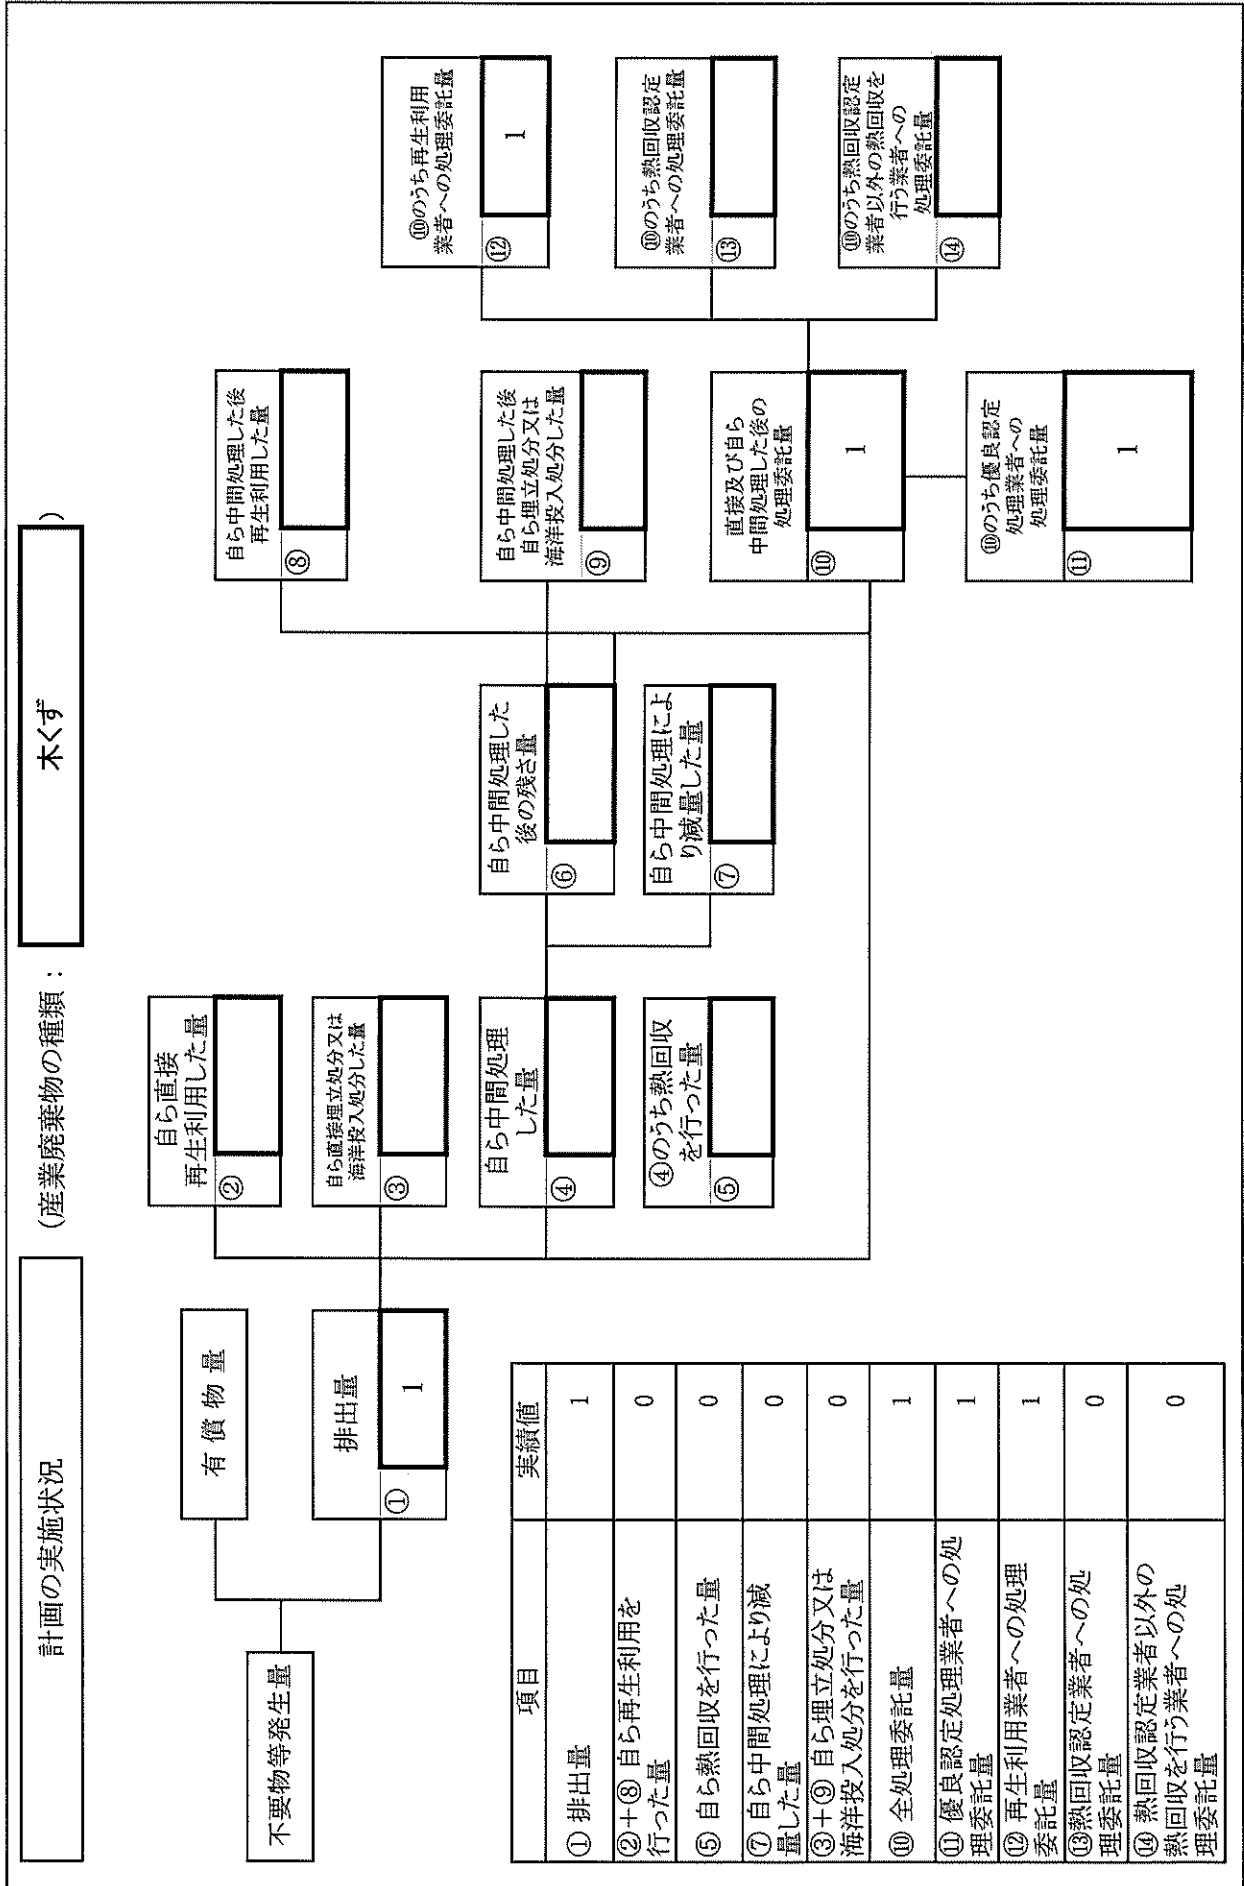 計画の実施状況
(産業廃棄物の種類：
木くず
)
不要物等発生量
有償物量
排出量
①
1
自ら直接
再生利用した量
②
自ら直接埋立処分又は
海洋投入処分した量
③
自ら中間処理
した量
④
④のうち熱回収
を行った量
⑤
自ら中間処理した
後の残さ量
⑥
自ら中間処理によ
り減量した量
⑦
自ら中間処理した後
再生利用した量
⑧
自ら中間処理した後
自ら埋立処分又は
海洋投入処分した量
⑨
直接及び自ら
中間処理した後の
処理委託量
⑩
1
⑩のうち優良認定
処理業者への
処理委託量
⑪
1
⑩のうち再生利用
業者への処理委託量
⑫
1
⑩のうち熱回収認定
業者への処理委託量
⑬
⑩のうち熱回収認定
業者以外の熱回収を
行う業者への
処理委託量
⑭
項目 実績値
①排出量 1
②+⑧自ら再生利用を
行った量 0
⑤自ら熱回収を行った量 0
⑦自ら中間処理により減
量した量 0
③+⑨自ら埋立処分又は
海洋投入処分を行った量 0
⑩全処理委託量 1
⑪優良認定処理業者への処
理委託量 1
⑫再生利用業者への処理
委託量 1
⑬熱回収認定業者への処
理委託量 0
⑭熱回収認定業者以外の
熱回収を行う業者への処
理委託量 0